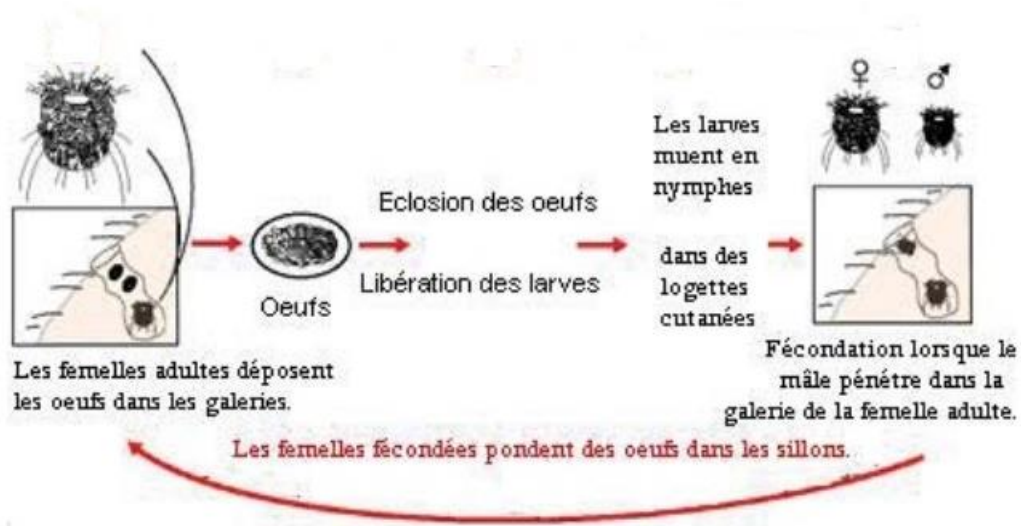 Les femelles adultes déposent
les oeufs dans les galeries.
Oeufs
Eclosion des oeufs
Libération des larves
Les larves
muent en
nymphes
dans des
logettes
cutanées
♀ ♂
Fécondation lorsque le
mâle pénétre dans la
galerie de la femelle adulte.
Les femelles fécondées pondent des oeufs dans les sillons.